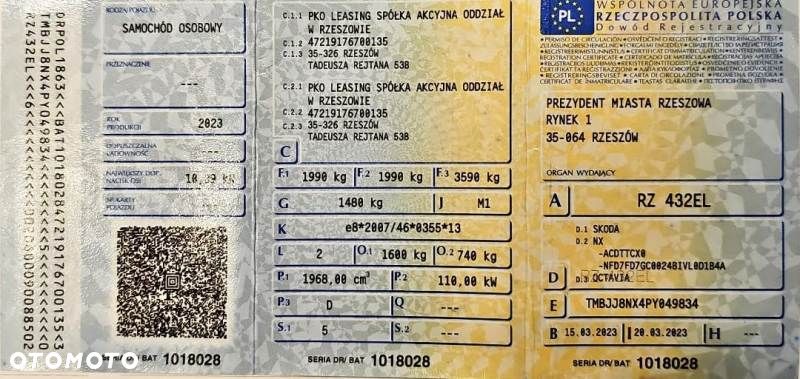 RODZAJ POJAZDU
SAMOCHÓD OSOBOWY
PRZEZNACZENIE
---
ROK PRODUKCJI 2023
DOPUSZCZALNA ŁADOWNOŚĆ ---
NAJWIĘKSZY DOP. NACISK OSI 10,39 kN
NR KARTY POJAZDU ---
SERIA DR/ BAT 1018028
OTOMOTO
C.1.1 PKO LEASING SPÓŁKA AKCYJNA ODDZIAŁ
W RZESZOWIE
C.1.2 47219176700135
C.1.3 35-326 RZESZÓW
TADEUSZA REJTANA 53B
C.2.1 PKO LEASING SPÓŁKA AKCYJNA ODDZIAŁ
W RZESZOWIE
C.2.2 47219176700135
C.2.3 35-326 RZESZÓW
TADEUSZA REJTANA 53B
C
F.1 1990 kg F.2 1990 kg F.3 3590 kg
G 1480 kg J M1
K e8*2007/46*0355*13
L 2 O.1 1600 kg O.2 740 kg
P.1 1968,00 cm³ P.2 110,00 kW
P.3 D Q ---
S.1 5 S.2 ---
SERIA DR/ BAT 1018028
PL
WSPÓLNOTA EUROPEJSKA
RZECZPOSPOLITA POLSKA
Dowód Rejestracyjny
PREZYDENT MIASTA RZESZOWA
RYNEK 1
35-064 RZESZÓW
ORGAN WYDAJĄCY
A RZ 432EL
D.1 SKODA
D.2 NX
-ACDTTCX0
-NFD7FD7GC0024BIVL0D1B4A
D D.3 OCTAVIA
E TMBJJ8NX4PY049834
B 15.03.2023 I 20.03.2023 H ---
SERIA DR/ BAT 1018028